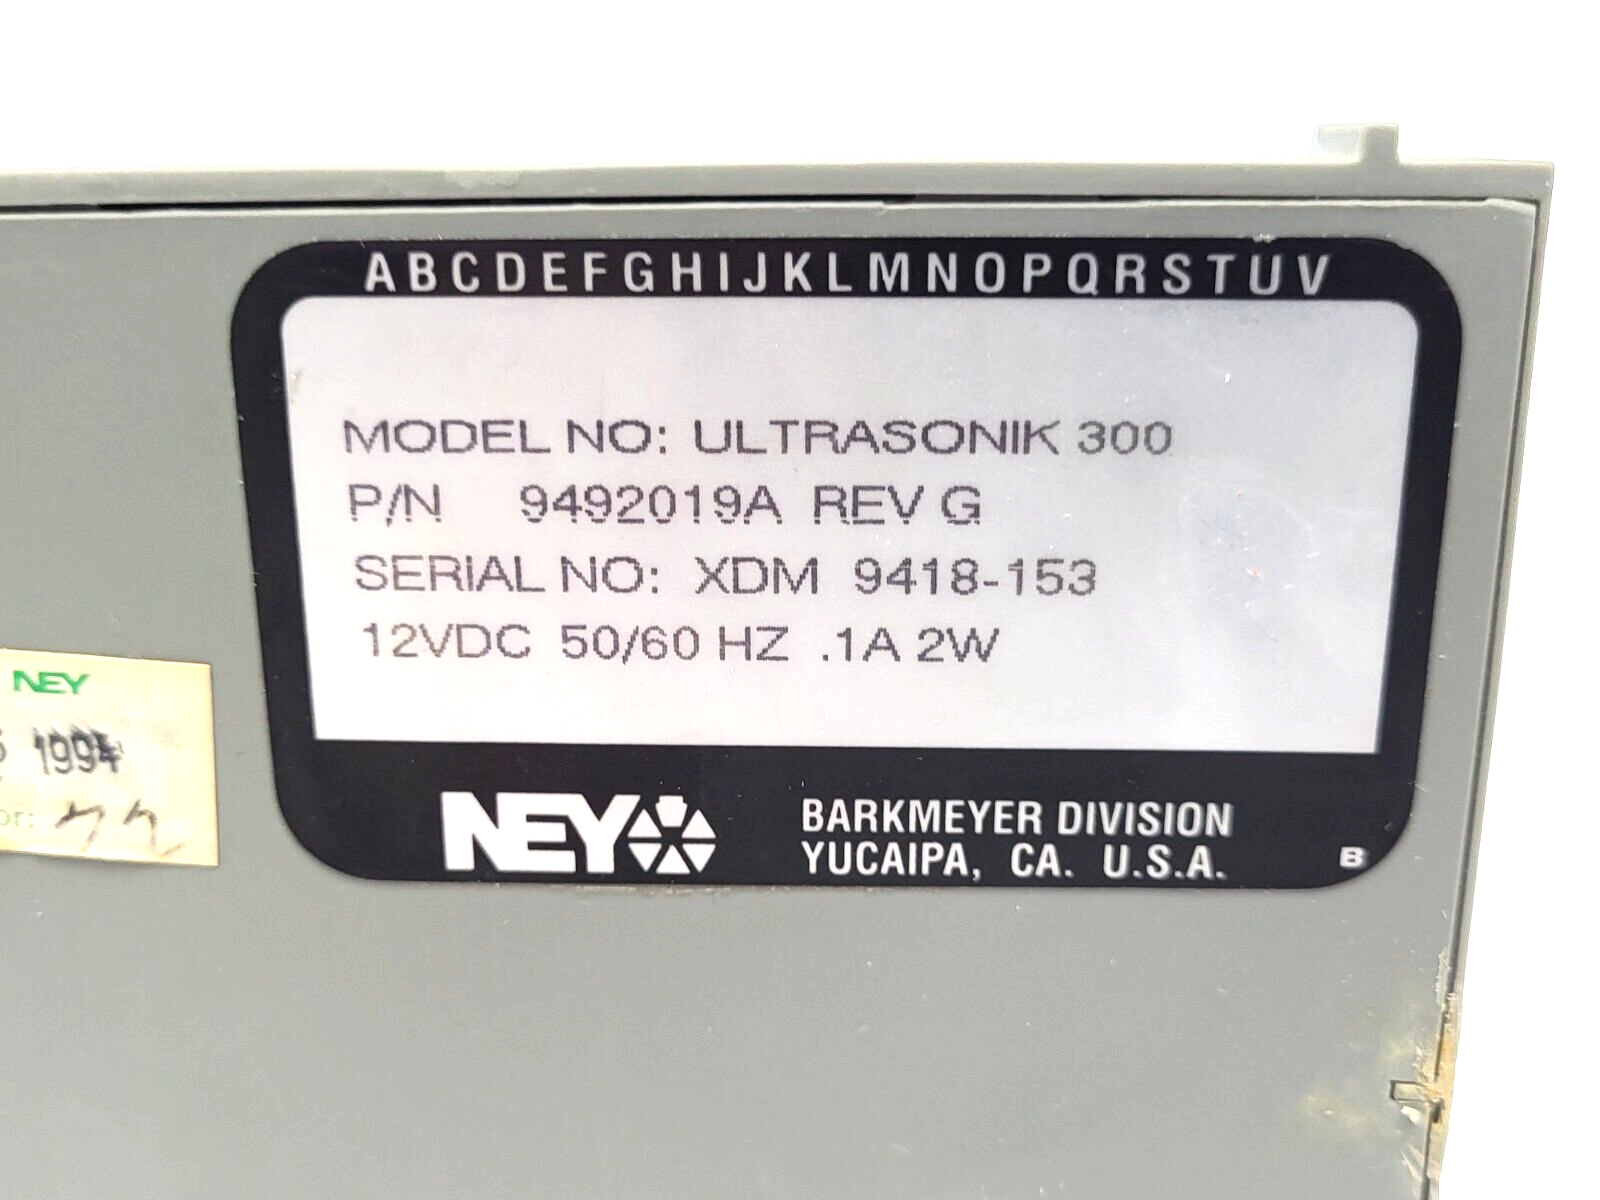 ABCDEFGHIJKLMNOPQRSTUV
MODEL NO: ULTRASONIK 300
P/N 9492019A REV G
SERIAL NO: XDM 9418-153
12VDC 50/60 HZ .1A 2W
NEY
BARKMEYER DIVISION
YUCAIPA, CA. U.S.A.
B
NEY
1994
or: